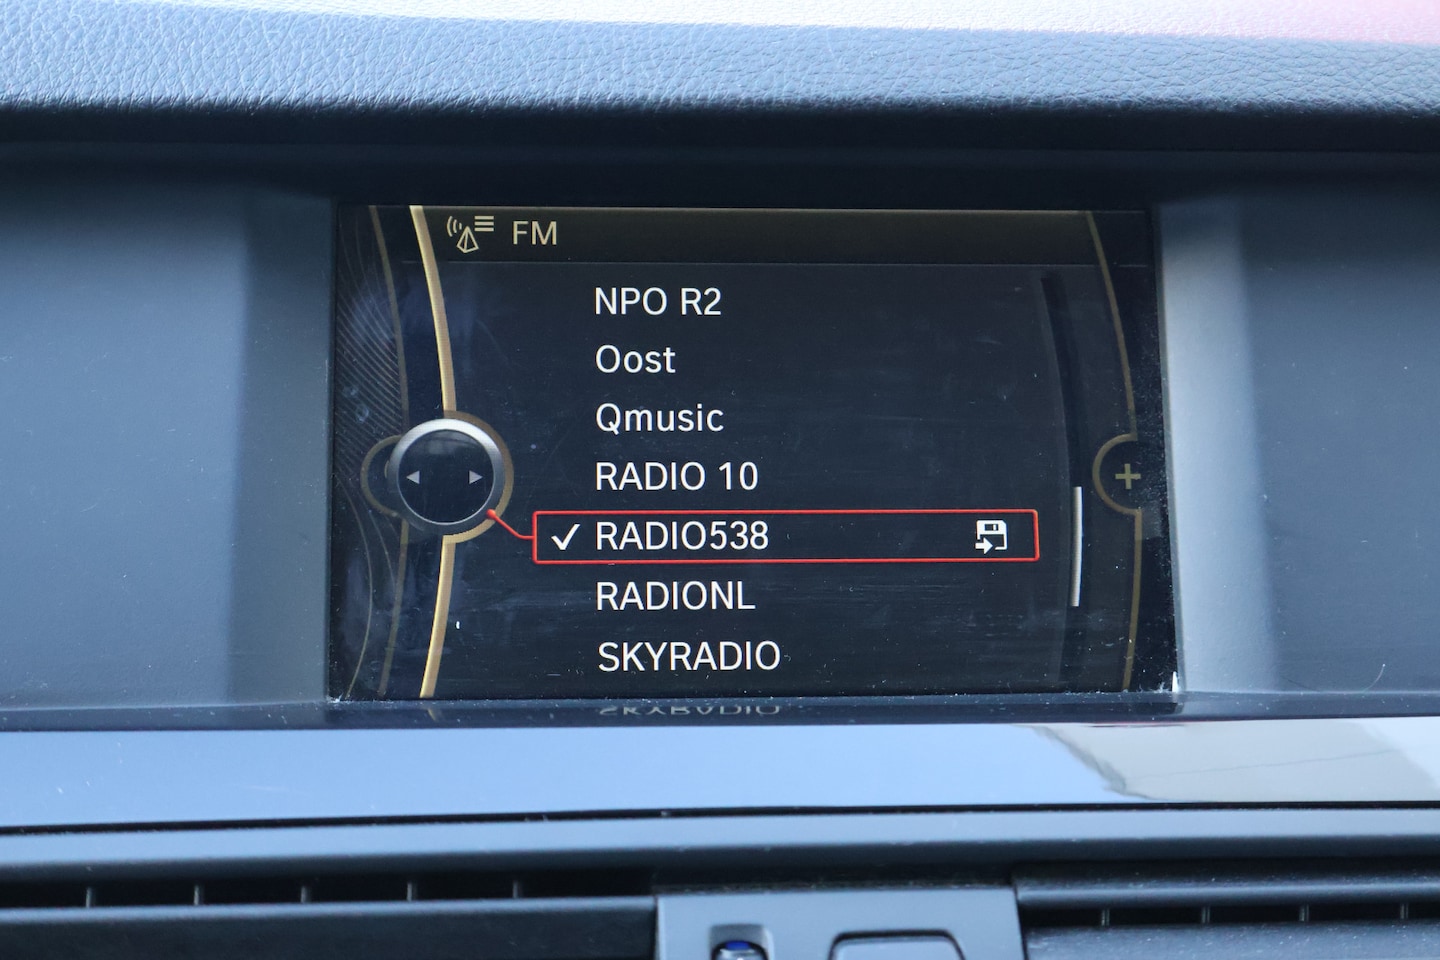 FM
NPO R2
Oost
Qmusic
RADIO 10
✓ RADIO538
RADIONL
SKYRADIO